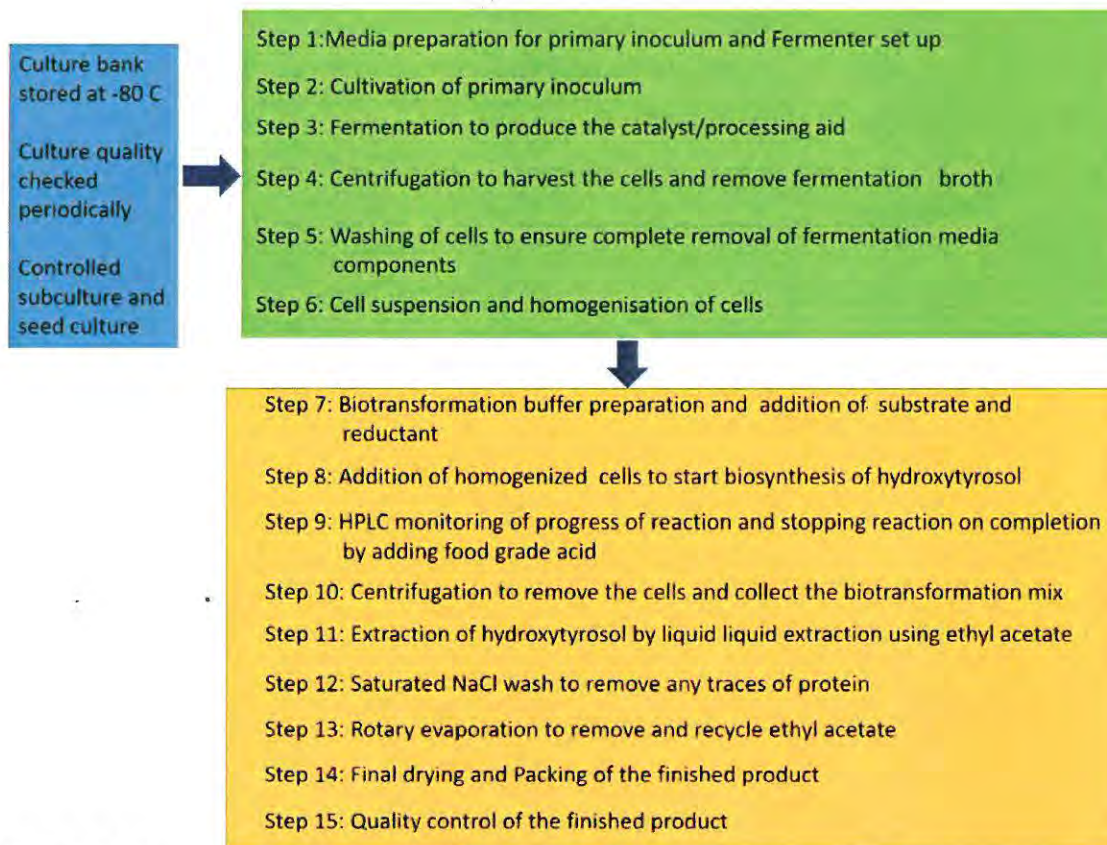 Culture bank
stored at -80 C
Culture quality
checked
periodically
Controlled
subculture and
seed culture
Step 1:Media preparation for primary inoculum and Fermenter set up
Step 2: Cultivation of primary inoculum
Step 3: Fermentation to produce the catalyst/processing aid
Step 4: Centrifugation to harvest the cells and remove fermentation broth
Step 5: Washing of cells to ensure complete removal of fermentation media
components
Step 6: Cell suspension and homogenisation of cells
Step 7: Biotransformation buffer preparation and addition of substrate and
reductant
Step 8: Addition of homogenized cells to start biosynthesis of hydroxytyrosol
Step 9: HPLC monitoring of progress of reaction and stopping reaction on completion
by adding food grade acid
Step 10: Centrifugation to remove the cells and collect the biotransformation mix
Step 11: Extraction of hydroxytyrosol by liquid liquid extraction using ethyl acetate
Step 12: Saturated NaCl wash to remove any traces of protein
Step 13: Rotary evaporation to remove and recycle ethyl acetate
Step 14: Final drying and Packing of the finished product
Step 15: Quality control of the finished product